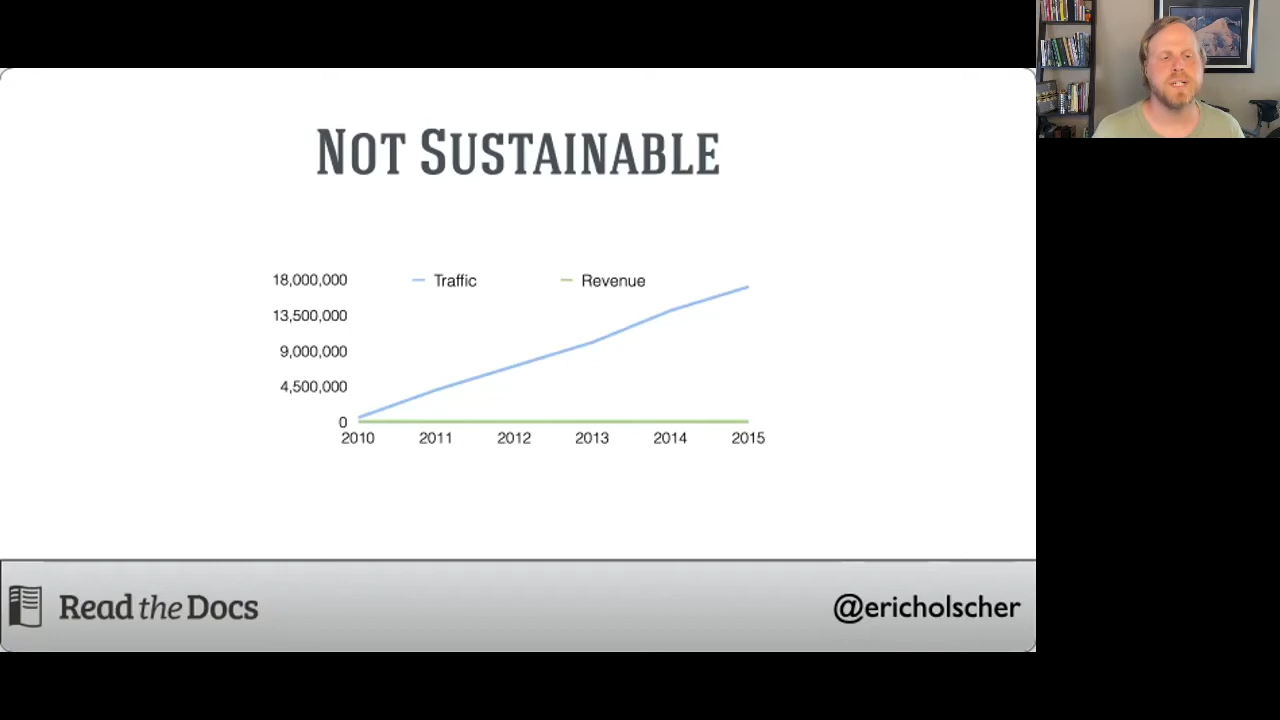 Not Sustainable
Traffic
Revenue
18,000,000
13,500,000
9,000,000
4,500,000
0
2010 2011 2012 2013 2014 2015
Read the Docs
@ericholscher